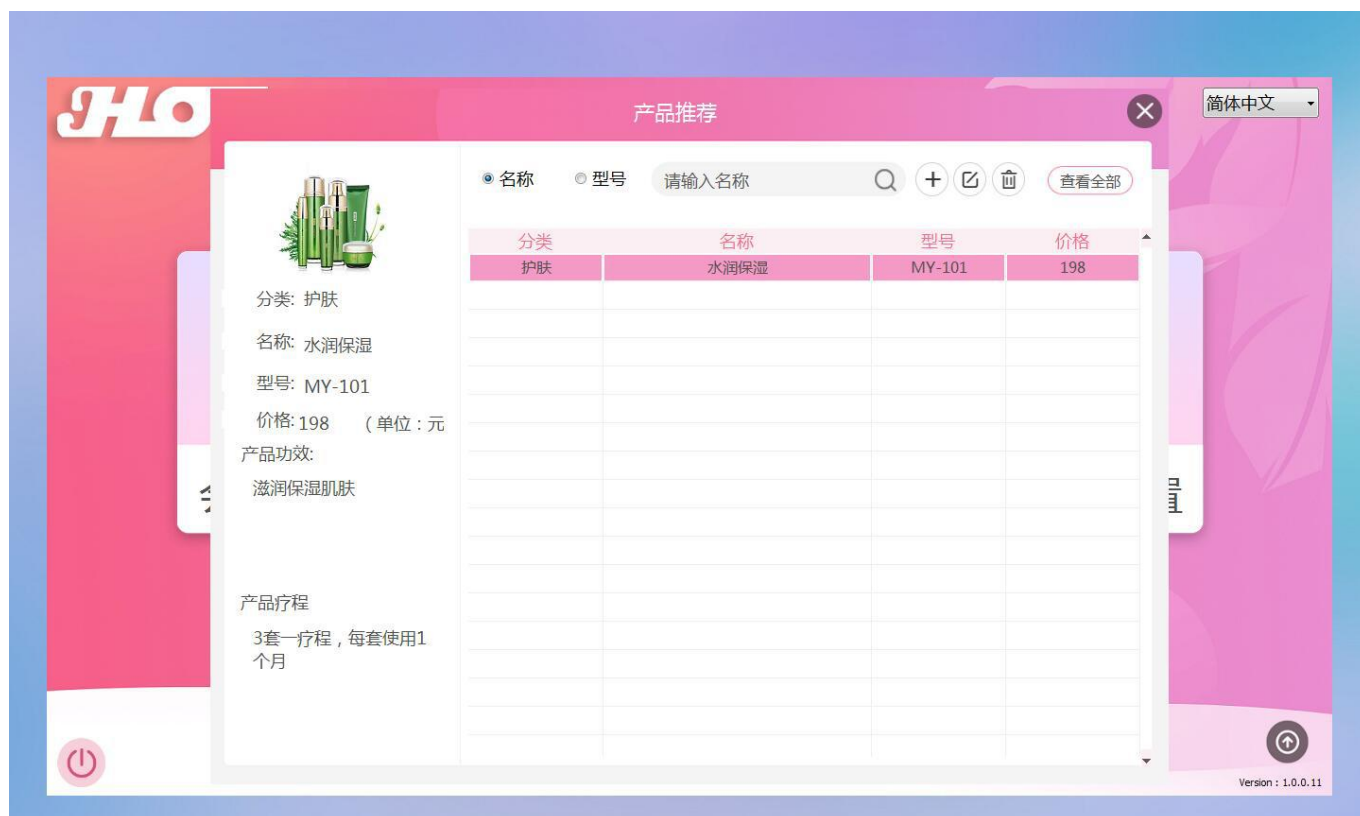 产品推荐
简体中文
名称
型号
请输入名称
查看全部
分类 名称 型号 价格
护肤 水润保湿 MY-101 198
分类: 护肤
名称: 水润保湿
型号: MY-101
价格: 198 (单位：元
产品功效:
滋润保湿肌肤
产品疗程
3套一疗程，每套使用1
个月
Version : 1.0.0.11